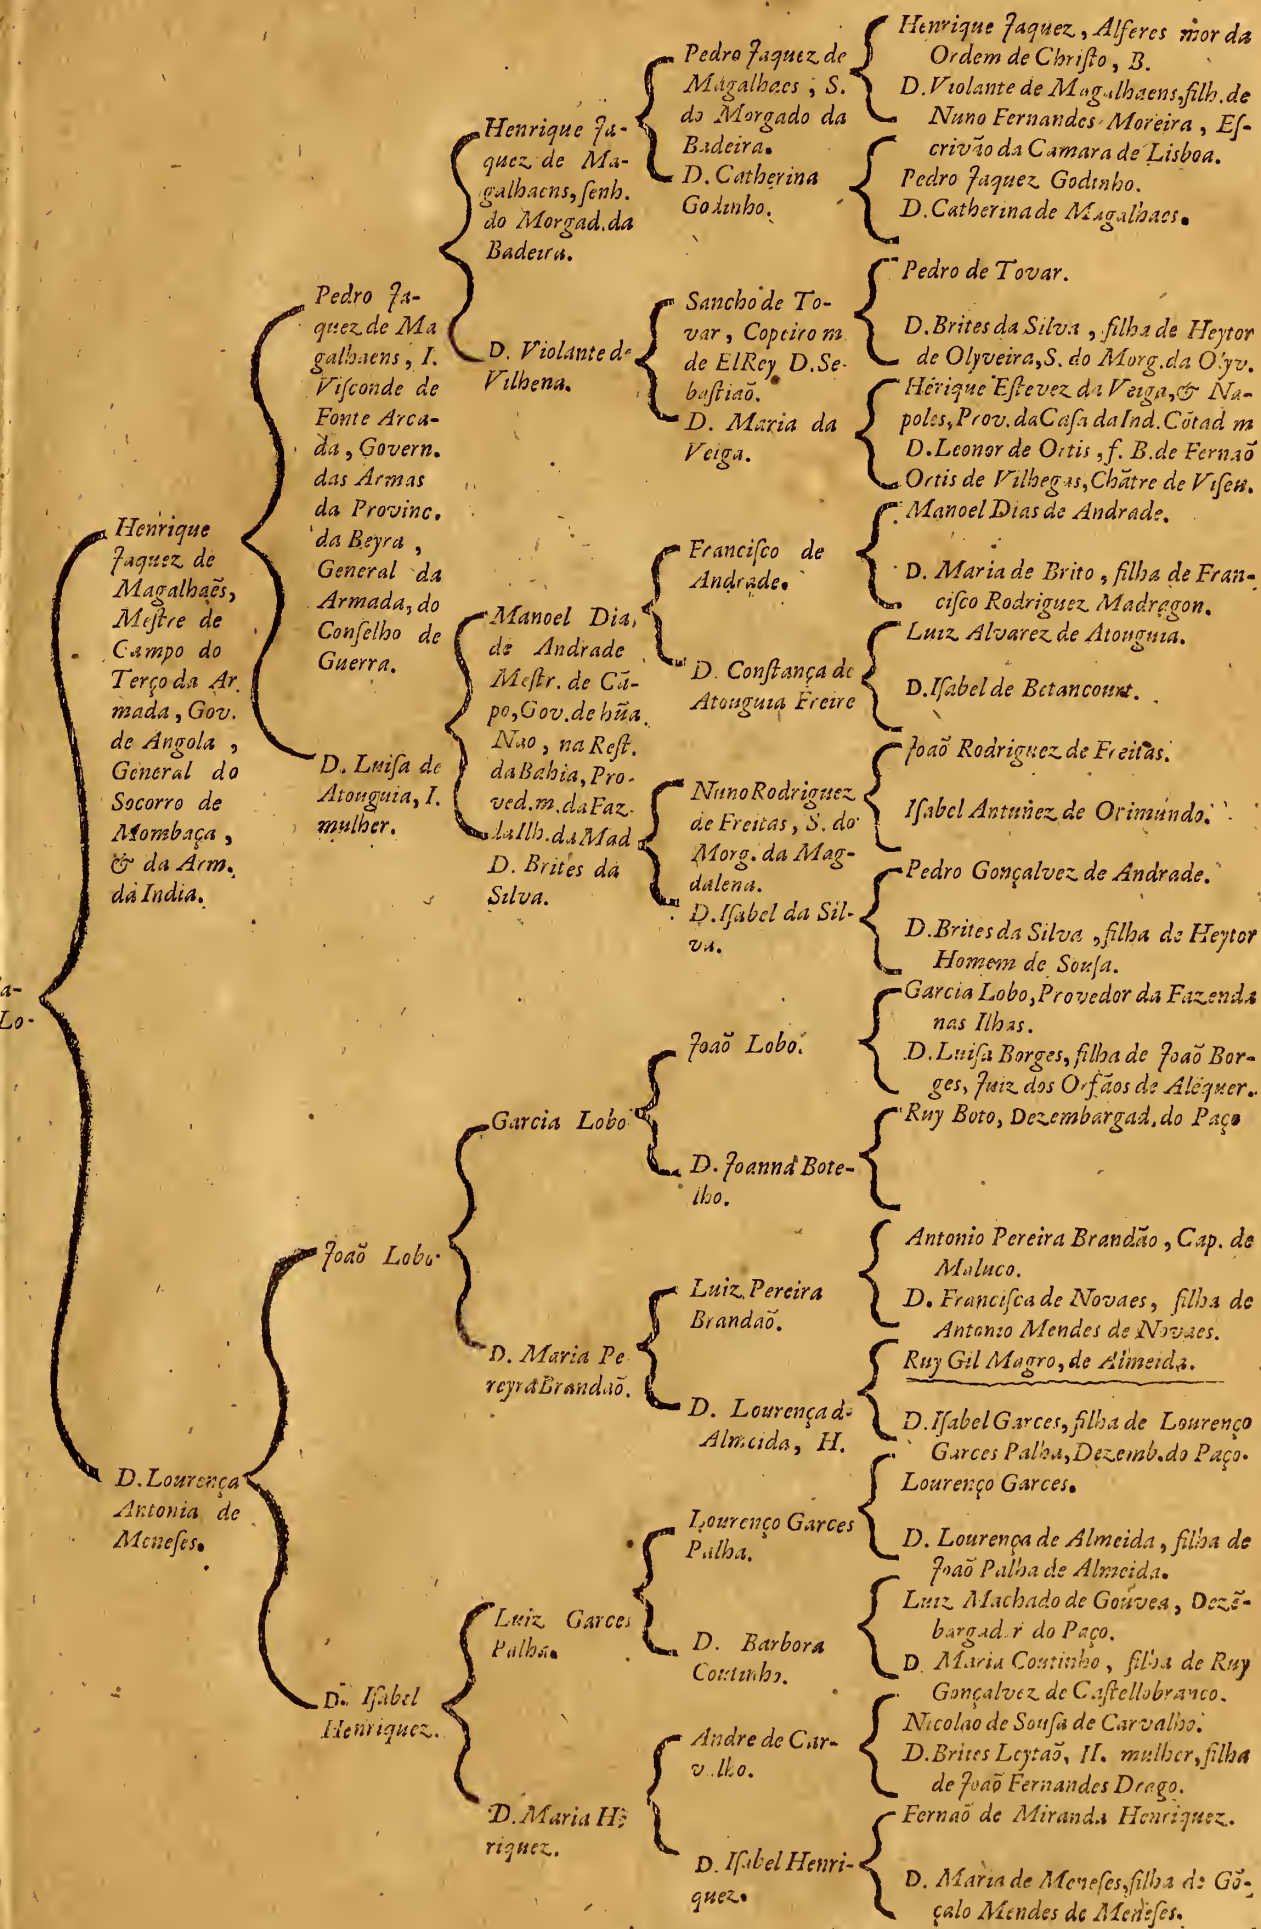 a-
Lo-
Henrique
Jaquez de
Magalhães,
Meſtre de
Campo do
Terço da Ar
mada, Gov.
de Angola,
General do
Socorro de
Mombaça,
& da Arm.
da India.
D. Lourença
Antonia de
Meneſes.
Pedro Ja-
quez de Ma
galhaens, I.
Viſconde de
Fonte Arca-
da, Govern.
das Armas
da Provinc.
da Beyra,
General da
Armada, do
Conſelho de
Guerra.
D. Luiſa de
Atouguia, I.
mulher.
Joaõ Lobo.
D. Iſabel
Henriquez.
Henrique Ja-
quez de Ma-
galhaens, ſenh.
do Morgad. da
Badeira.
D. Violante de
Vilhena.
Manoel Dia.
de Andrade
Meſtr. de Cã-
po, Gov. de hũa
Nao, na Reſt.
da Bahia, Pro-
ved. m. da Faz.
da Ilh. da Mad
D. Brites da
Silva.
Garcia Lobo
D. Maria Pe
reyra Brandaõ.
Luiz Garces
Palha.
D. Maria Hẽ
riquez.
Pedro Jaquez de
Magalhaes, S.
do Morgado da
Badeira.
D. Catherina
Godinho.
Sancho de To-
var, Copeiro m.
de ElRey D. Se-
baſtiaõ.
D. Maria da
Veiga.
Franciſco de
Andrade.
D. Conſtança de
Atouguia Freire
Nuno Rodriguez
de Freitas, S. do
Morg. da Mag-
dalena.
D. Iſabel da Sil-
va.
Joaõ Lobo.
D. Joanna Bote-
lho.
Luiz Pereira
Brandaõ.
D. Lourença de
Almeida, H.
Lourenço Garces
Palha.
D. Barbora
Coutinho.
Andre de Car-
valho.
D. Iſabel Henri-
quez.
Henrique Jaquez, Alferes mor da
Ordem de Chriſto, B.
D. Violante de Magalhaens, filh. de
Nuno Fernandes Moreira, Eſ-
crivão da Camara de Lisboa.
Pedro Jaquez Godinho.
D. Catherina de Magalhaes.
Pedro de Tovar.
D. Brites da Silva, filha de Heytor
de Olyveira, S. do Morg. da Olyv.
Hẽrique Eſtevez da Veiga, & Na-
poles, Prov. da Caſa da Ind. Cõtad m
D. Leonor de Ortis, f. B. de Fernaõ
Ortis de Vilhegas, Chãtre de Viſeu.
Manoel Dias de Andrade.
D. Maria de Brito, filha de Fran-
ciſco Rodriguez Madragon.
Luiz Alvarez de Atouguia.
D. Iſabel de Betancourt.
Joaõ Rodriguez de Freitas.
Iſabel Antuñez de Orimundo.
Pedro Gonçalvez de Andrade.
D. Brites da Silva, filha de Heytor
Homem de Souſa.
Garcia Lobo, Provedor da Fazenda
nas Ilhas.
D. Luiſa Borges, filha de Joaõ Bor-
ges, Juiz dos Orfãos de Alẽquer.
Ruy Boto, Dezembargad. do Paço
Antonio Pereira Brandão, Cap. de
Maluco.
D. Franciſca de Novaes, filha de
Antonio Mendes de Novaes.
Ruy Gil Magro, de Almeida.
D. Iſabel Garces, filha de Lourenço
Garces Palha, Dezemb. do Paço.
Lourenço Garces.
D. Lourença de Almeida, filha de
Joaõ Palha de Almeida.
Luiz Machado de Gouvea, Dezẽ-
bargad r do Paço.
D. Maria Coutinho, filha de Ruy
Gonçalvez de Caſtellobranco.
Nicolao de Souſa de Carvalho.
D. Brites Leytaõ, II. mulher, filha
de Joaõ Fernandes Drago.
Fernaõ de Miranda Henriquez.
D. Maria de Meneſes, filha de Gõ-
çalo Mendes de Meneſes.